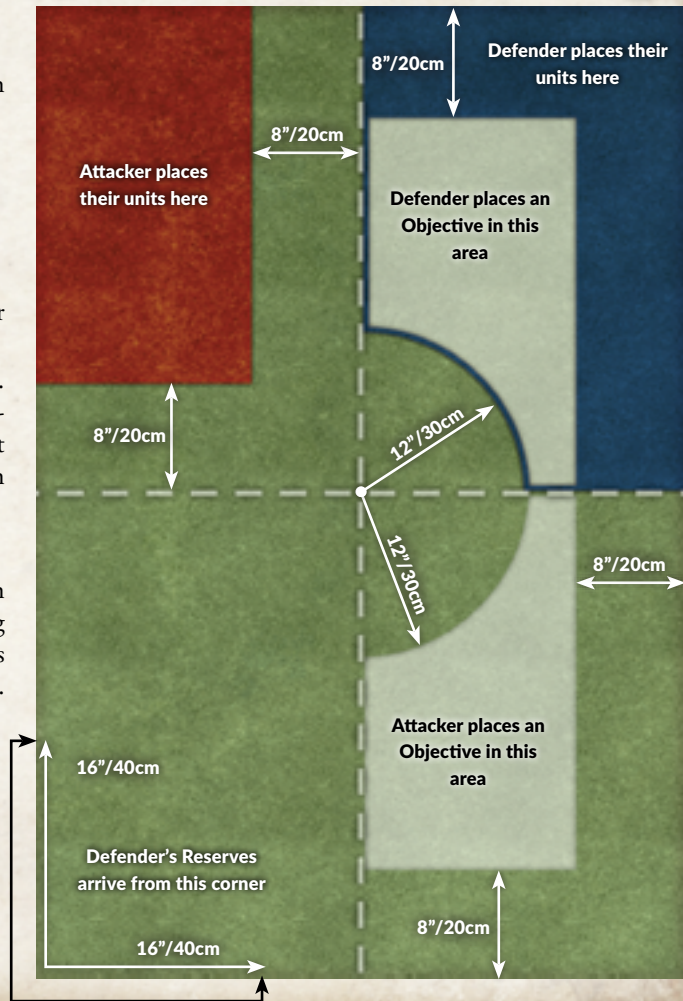 8”/20cm
Defender places their
units here
8”/20cm
Attacker places
their units here
Defender places an
Objective in this
area
8”/20cm
12”/30cm
12”/30cm
8”/20cm
Attacker places an
Objective in this
area
16”/40cm
Defender’s Reserves
arrive from this corner
8”/20cm
16”/40cm